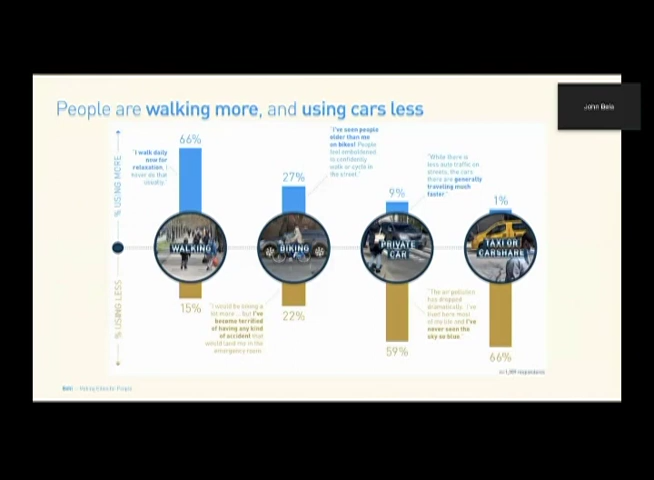 People are walking more, and using cars less
John Bela
% USING MORE
% USING LESS
66%
"I walk daily
now for
relaxation, I
never do that
usually."
WALKING
15%
27%
"I've seen people
older than me
on bikes! People
feel emboldened
to confidently
walk or cycle in
the street."
BIKING
22%
"I would be biking a
lot more... but I've
become terrified
of having any kind
of accident that
would land me in the
emergency room."
9%
"While there is
less auto traffic on
streets, the cars
there are generally
traveling much
faster."
PRIVATE
CAR
59%
"The air pollution
has dropped
dramatically. I've
lived here most
of my life and I've
never seen the
sky so blue."
1%
TAXI OR
CARSHARE
66%
Gehl — Making Cities for People